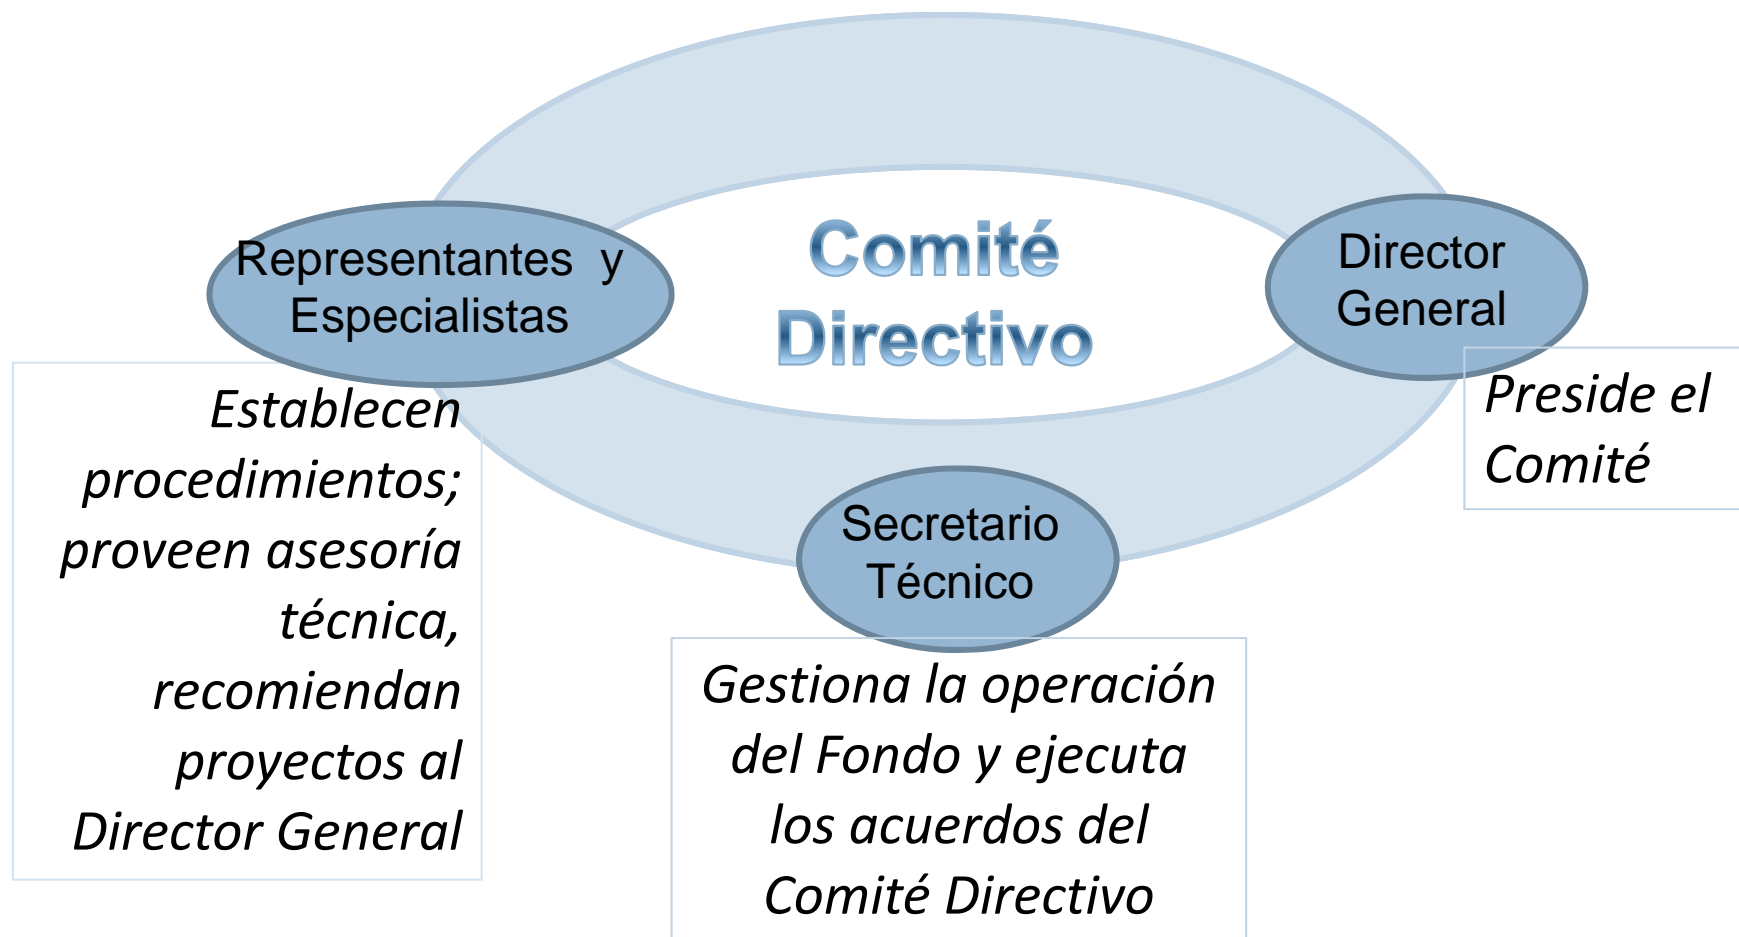 Comité
Directivo
Representantes y
Especialistas
Establecen
procedimientos;
proveen asesoría
técnica,
recomiendan
proyectos al
Director General
Director
General
Preside el
Comité
Secretario
Técnico
Gestiona la operación
del Fondo y ejecuta
los acuerdos del
Comité Directivo